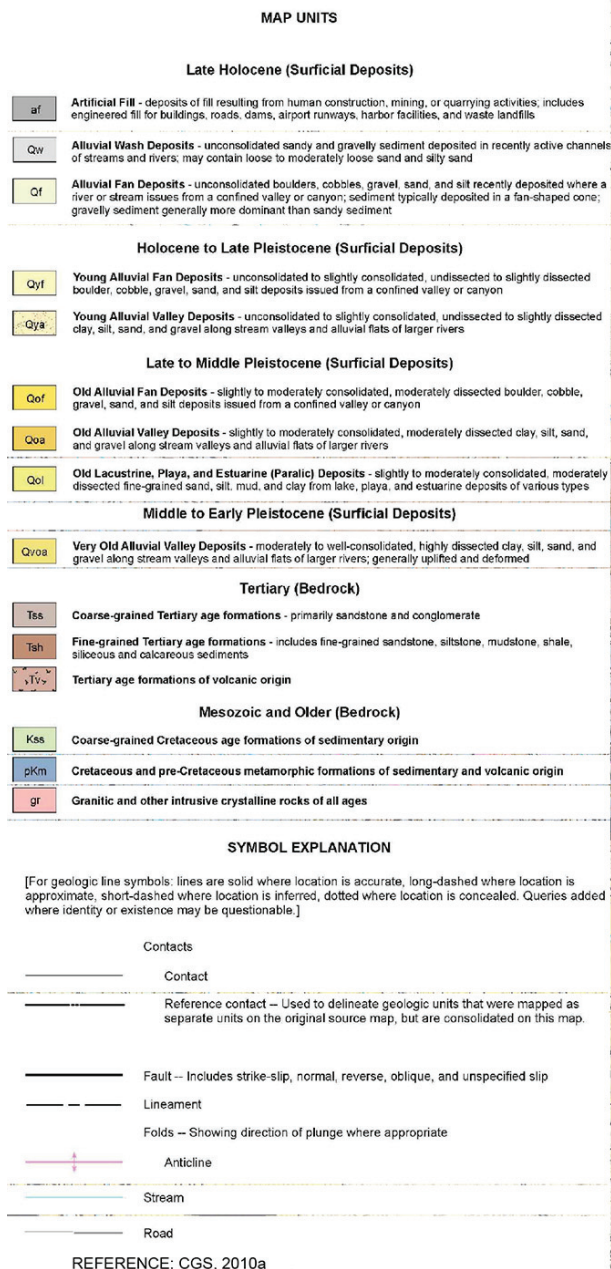 MAP UNITS
Late Holocene (Surficial Deposits)
af
Artificial Fill - deposits of fill resulting from human construction, mining, or quarrying activities; includes
engineered fill for buildings, roads, dams, airport runways, harbor facilities, and waste landfills
Qw
Alluvial Wash Deposits - unconsolidated sandy and gravelly sediment deposited in recently active channels
of streams and rivers; may contain loose to moderately loose sand and silty sand
Qf
Alluvial Fan Deposits - unconsolidated boulders, cobbles, gravel, sand, and silt recently deposited where a
river or stream issues from a confined valley or canyon; sediment typically deposited in a fan-shaped cone;
gravelly sediment generally more dominant than sandy sediment
Holocene to Late Pleistocene (Surficial Deposits)
Qyf
Young Alluvial Fan Deposits - unconsolidated to slightly consolidated, undissected to slightly dissected
boulder, cobble, gravel, sand, and silt deposits issued from a confined valley or canyon
Qya
Young Alluvial Valley Deposits - unconsolidated to slightly consolidated, undissected to slightly dissected
clay, silt, sand, and gravel along stream valleys and alluvial flats of larger rivers
Late to Middle Pleistocene (Surficial Deposits)
Qof
Old Alluvial Fan Deposits - slightly to moderately consolidated, moderately dissected boulder, cobble,
gravel, sand, and silt deposits issued from a confined valley or canyon
Qoa
Old Alluvial Valley Deposits - slightly to moderately consolidated, moderately dissected clay, silt, sand,
and gravel along stream valleys and alluvial flats of larger rivers
Qol
Old Lacustrine, Playa, and Estuarine (Paralic) Deposits - slightly to moderately consolidated, moderately
dissected fine-grained sand, silt, mud, and clay from lake, playa, and estuarine deposits of various types
Middle to Early Pleistocene (Surficial Deposits)
Qvoa
Very Old Alluvial Valley Deposits - moderately to well-consolidated, highly dissected clay, silt, sand, and
gravel along stream valleys and alluvial flats of larger rivers; generally uplifted and deformed
Tertiary (Bedrock)
Tss
Coarse-grained Tertiary age formations - primarily sandstone and conglomerate
Tsh
Fine-grained Tertiary age formations - includes fine-grained sandstone, siltstone, mudstone, shale,
siliceous and calcareous sediments
Tv
Tertiary age formations of volcanic origin
Mesozoic and Older (Bedrock)
Kss
Coarse-grained Cretaceous age formations of sedimentary origin
pKm
Cretaceous and pre-Cretaceous metamorphic formations of sedimentary and volcanic origin
gr
Granitic and other intrusive crystalline rocks of all ages
SYMBOL EXPLANATION
[For geologic line symbols: lines are solid where location is accurate, long-dashed where location is
approximate, short-dashed where location is inferred, dotted where location is concealed. Queries added
where identity or existence may be questionable.]
Contacts
Contact
Reference contact -- Used to delineate geologic units that were mapped as
separate units on the original source map, but are consolidated on this map.
Fault -- Includes strike-slip, normal, reverse, oblique, and unspecified slip
Lineament
Folds -- Showing direction of plunge where appropriate
Anticline
Stream
Road
REFERENCE: CGS, 2010a